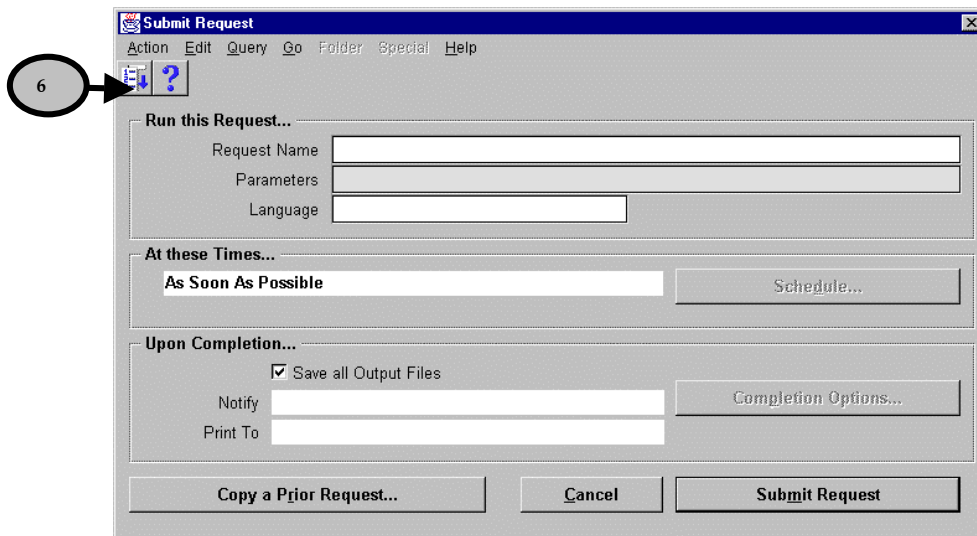 Submit Request
Action Edit Query Go Folder Special Help
6
?
Run this Request...
Request Name
Parameters
Language
At these Times...
As Soon As Possible
Schedule...
Upon Completion...
Save all Output Files
Notify
Completion Options...
Print To
Copy a Prior Request...
Cancel
Submit Request